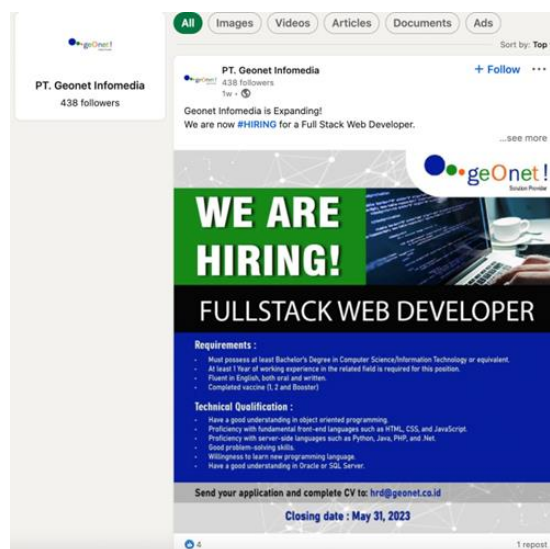 geOnet!
PT. Geonet Infomedia
438 followers
All
Images
Videos
Articles
Documents
Ads
Sort by: Top
PT. Geonet Infomedia
438 followers
1w •
+ Follow
Geonet Infomedia is Expanding!
We are now #HIRING for a Full Stack Web Developer.
...see more
geOnet!
Solution Provider
WE ARE
HIRING!
FULLSTACK WEB DEVELOPER
Requirements :
- Must possess at least Bachelor's Degree in Computer Science/Information Technology or equivalent.
- At least 1 Year of working experience in the related field is required for this position.
- Fluent in English, both oral and written.
- Completed vaccine (1, 2 and Booster)
Technical Qualification :
- Have a good understanding in object oriented programming.
- Proficiency with fundamental front-end languages such as HTML, CSS, and JavaScript.
- Proficiency with server-side languages such as Python, Java, PHP, and .Net.
- Good problem-solving skills.
- Willingness to learn new programming language.
- Have a good understanding in Oracle or SQL Server.
Send your application and complete CV to: hrd@geonet.co.id
Closing date : May 31, 2023
4
1 repost